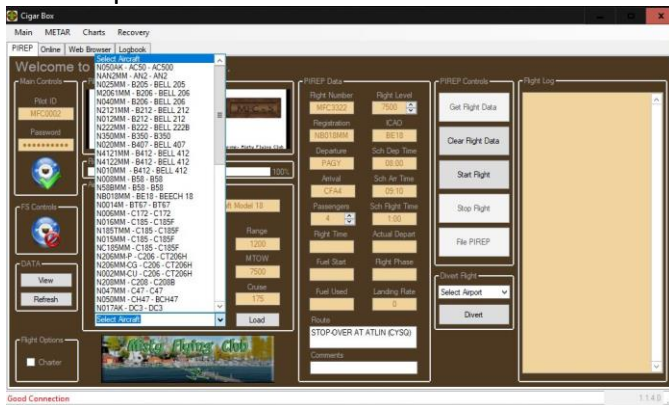 Cigar Box
Main METAR Charts Recovery
PIREP Online Web Browser Logbook
Welcome to
Main Controls
Pilot ID
MFC0002
Password
FS Controls
DATA
View
Refresh
Flight Options
Charter
Select Aircraft
N050AK - AC50 - AC500
NAN2MM - AN2 - AN2
N025MM - B205 - BELL 205
M2061MM - B206 - BELL 206
N040MM - B206 - BELL 206
N2121MM - B212 - BELL 212
N012MM - B212 - BELL 212
N222MM - B222 - BELL 222B
N350MM - B350 - B350
N020MM - B407 - BELL 407
N4121MM - B412 - BELL 412
N4122MM - B412 - BELL 412
N010MM - B412 - BELL 412
N008MM - B58 - B58
N58BMM - B58 - B58
NB018MM - BE18 - BEECH 18
N0014M - BT67 - BT67
N006MM - C172 - C172
N016MM - C185 - C185F
N185TMM - C185 - C185F
N015MM - C185 - C185F
NC185MM - C185 - C185F
N206MM-P - C206 - CT206H
N206MM-CG - C206 - CT206H
N002MM-CU - C206 - CT206H
N208MM - C208 - C208B
N047MM - C47 - C47
N050MM - CH47 - BCH47
N017AK - DC3 - DC3
Select Aircraft
Load
100%
ft Model 18
Range
1200
MTOW
7500
Cruise
175
Misty Flying Club
PIREP Data
Flight Number Flight Level
MFC3322 7500
Registration ICAO
NB018MM BE18
Departure Sch Dep Time
PAGY 08:00
Arrival Sch Arr Time
CFA4 09:10
Passengers Sch Flight Time
4 1:00
Flight Time Actual Depart
Fuel Start Flight Phase
Fuel Used Landing Rate
0
Route
STOP-OVER AT ATLIN (CYSQ)
Comments
PIREP Controls
Get Flight Data
Clear Flight Data
Start Flight
Stop Flight
File PIREP
Divert Flight
Select Airport
Divert
Flight Log
Good Connection
1.1.4.0